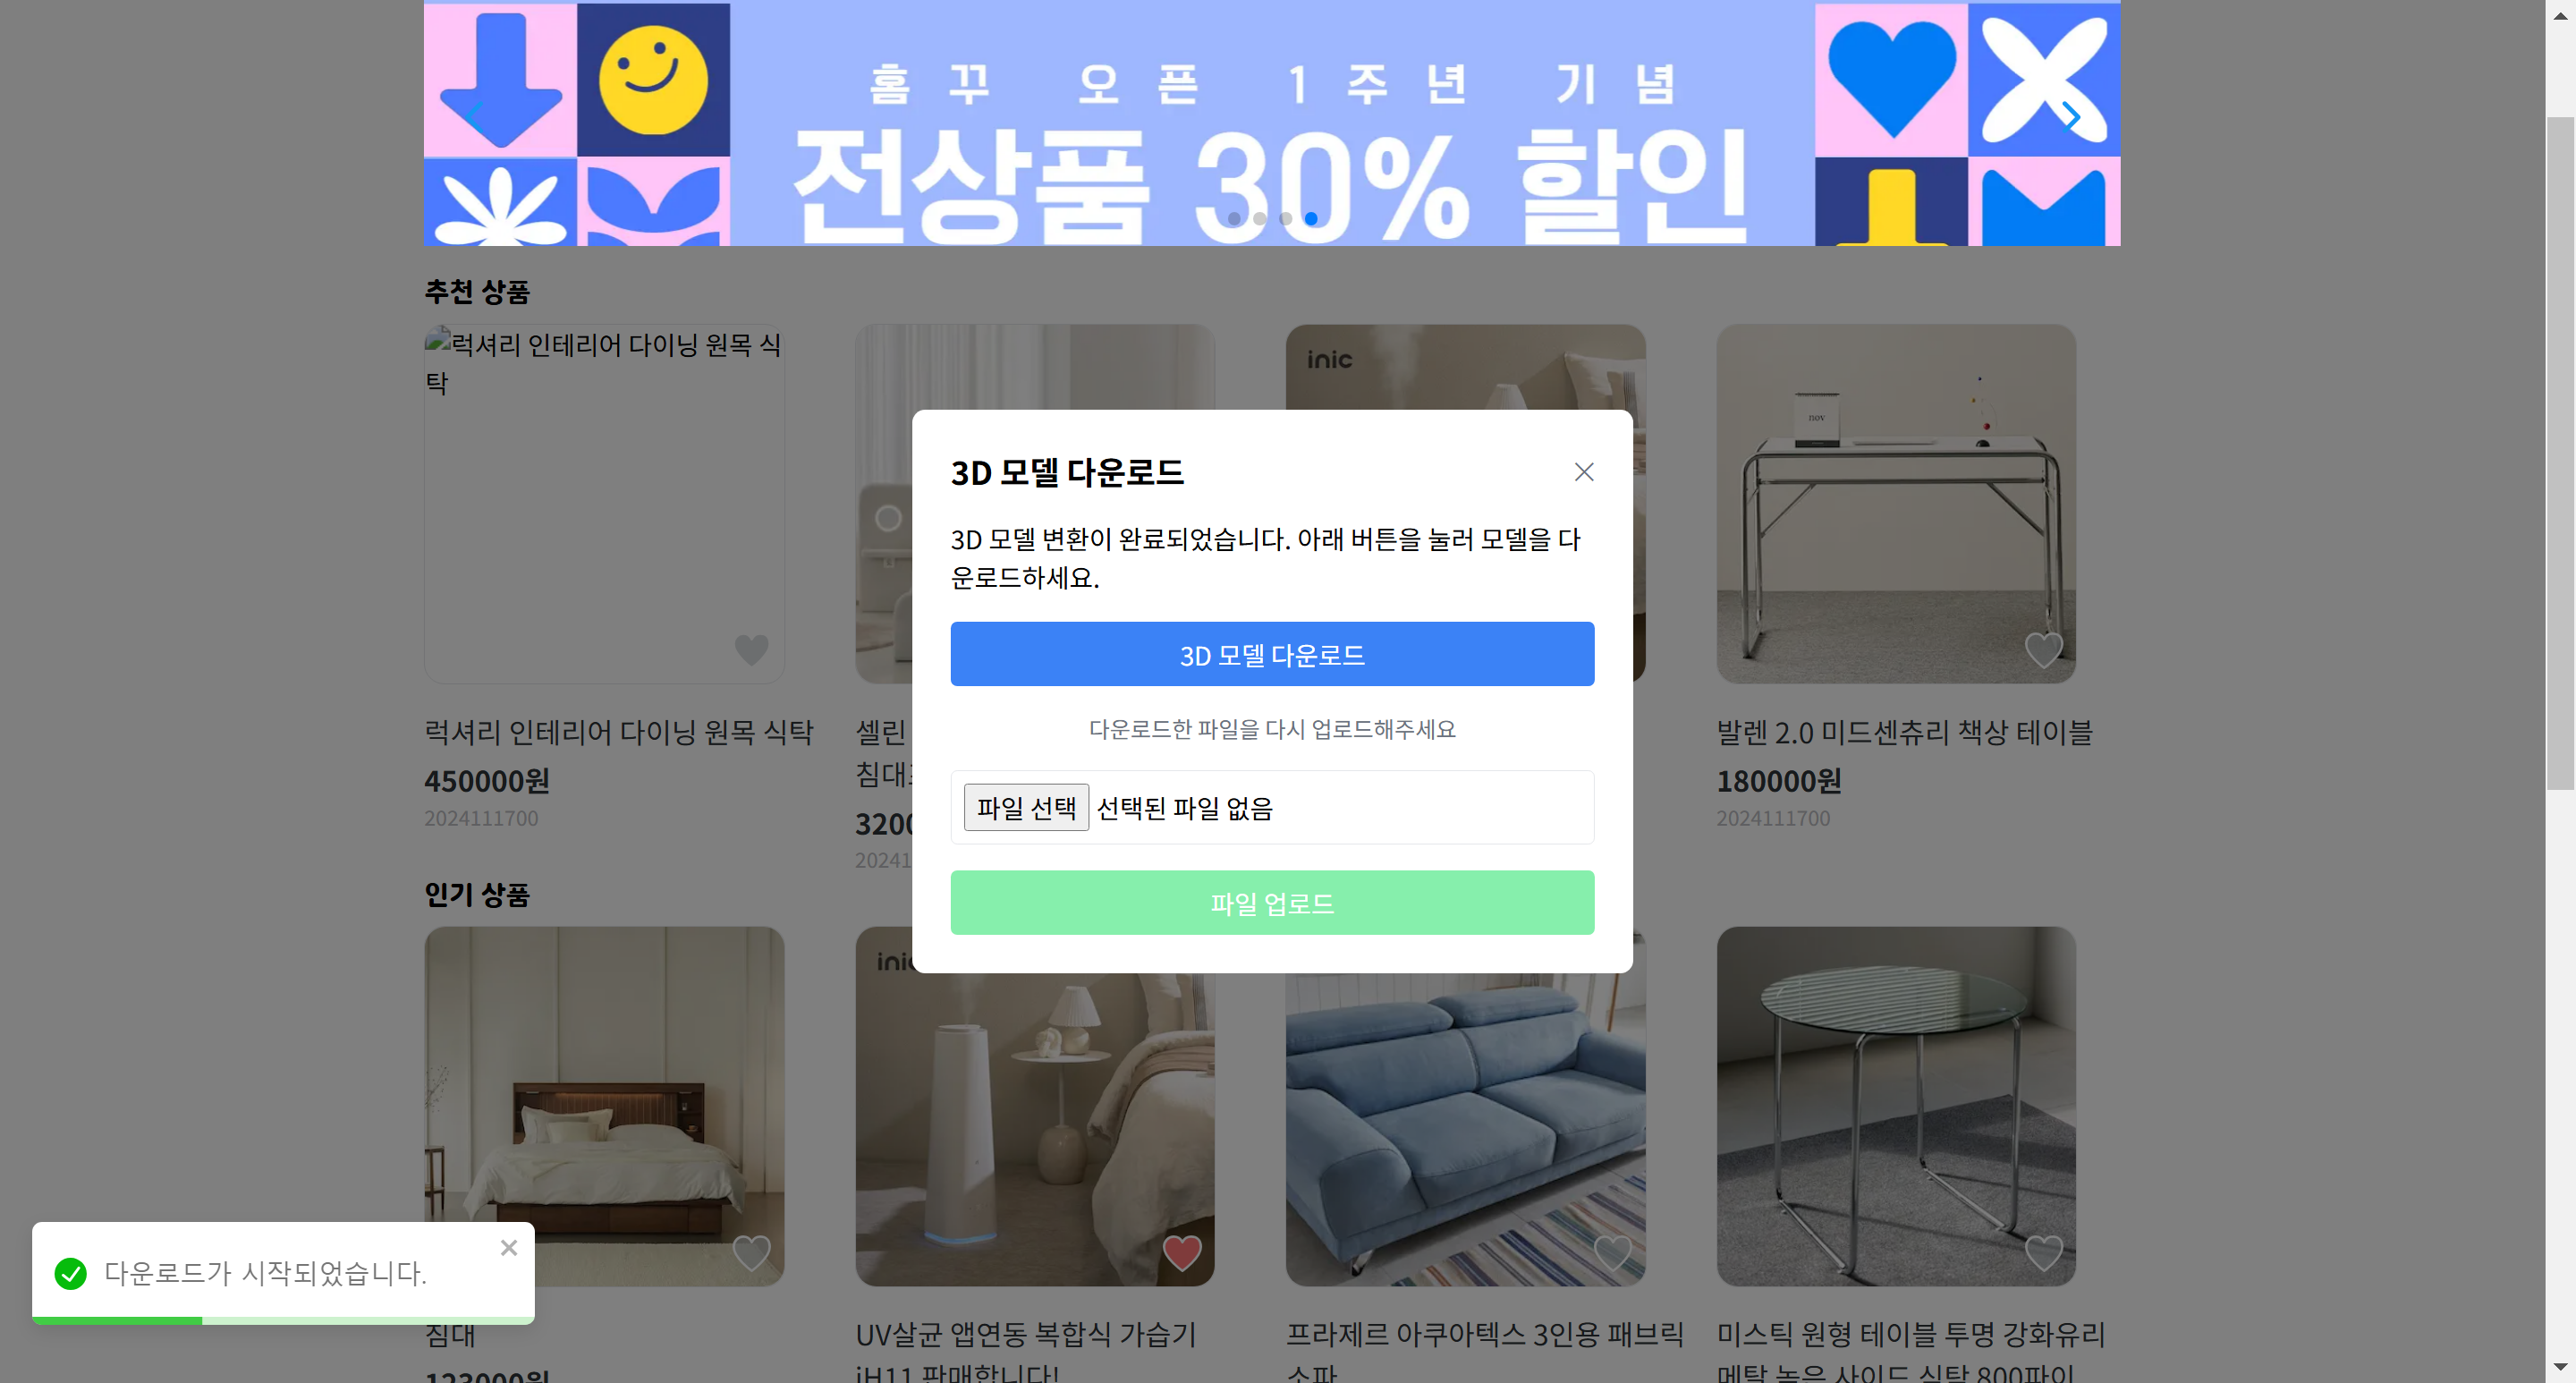 홈꾸 오픈 1주년 기념
전상품 30% 할인
추천 상품
럭셔리 인테리어 다이닝 원목 식
탁
inic
nov
3D 모델 다운로드
3D 모델 변환이 완료되었습니다. 아래 버튼을 눌러 모델을 다
운로드하세요.
3D 모델 다운로드
다운로드한 파일을 다시 업로드해주세요
파일 선택 선택된 파일 없음
파일 업로드
럭셔리 인테리어 다이닝 원목 식탁
450000원
2024111700
셀린
3200
20241
발렌 2.0 미드센츄리 책상 테이블
180000원
2024111700
인기 상품
inic
다운로드가 시작되었습니다.
침대
123000원
UV살균 앱연동 복합식 가습기
iH11 판매합니다!
프라제르 아쿠아텍스 3인용 패브릭
소파
미스틱 원형 테이블 투명 강화유리
메탈 높은 사이드 식탁 800파이